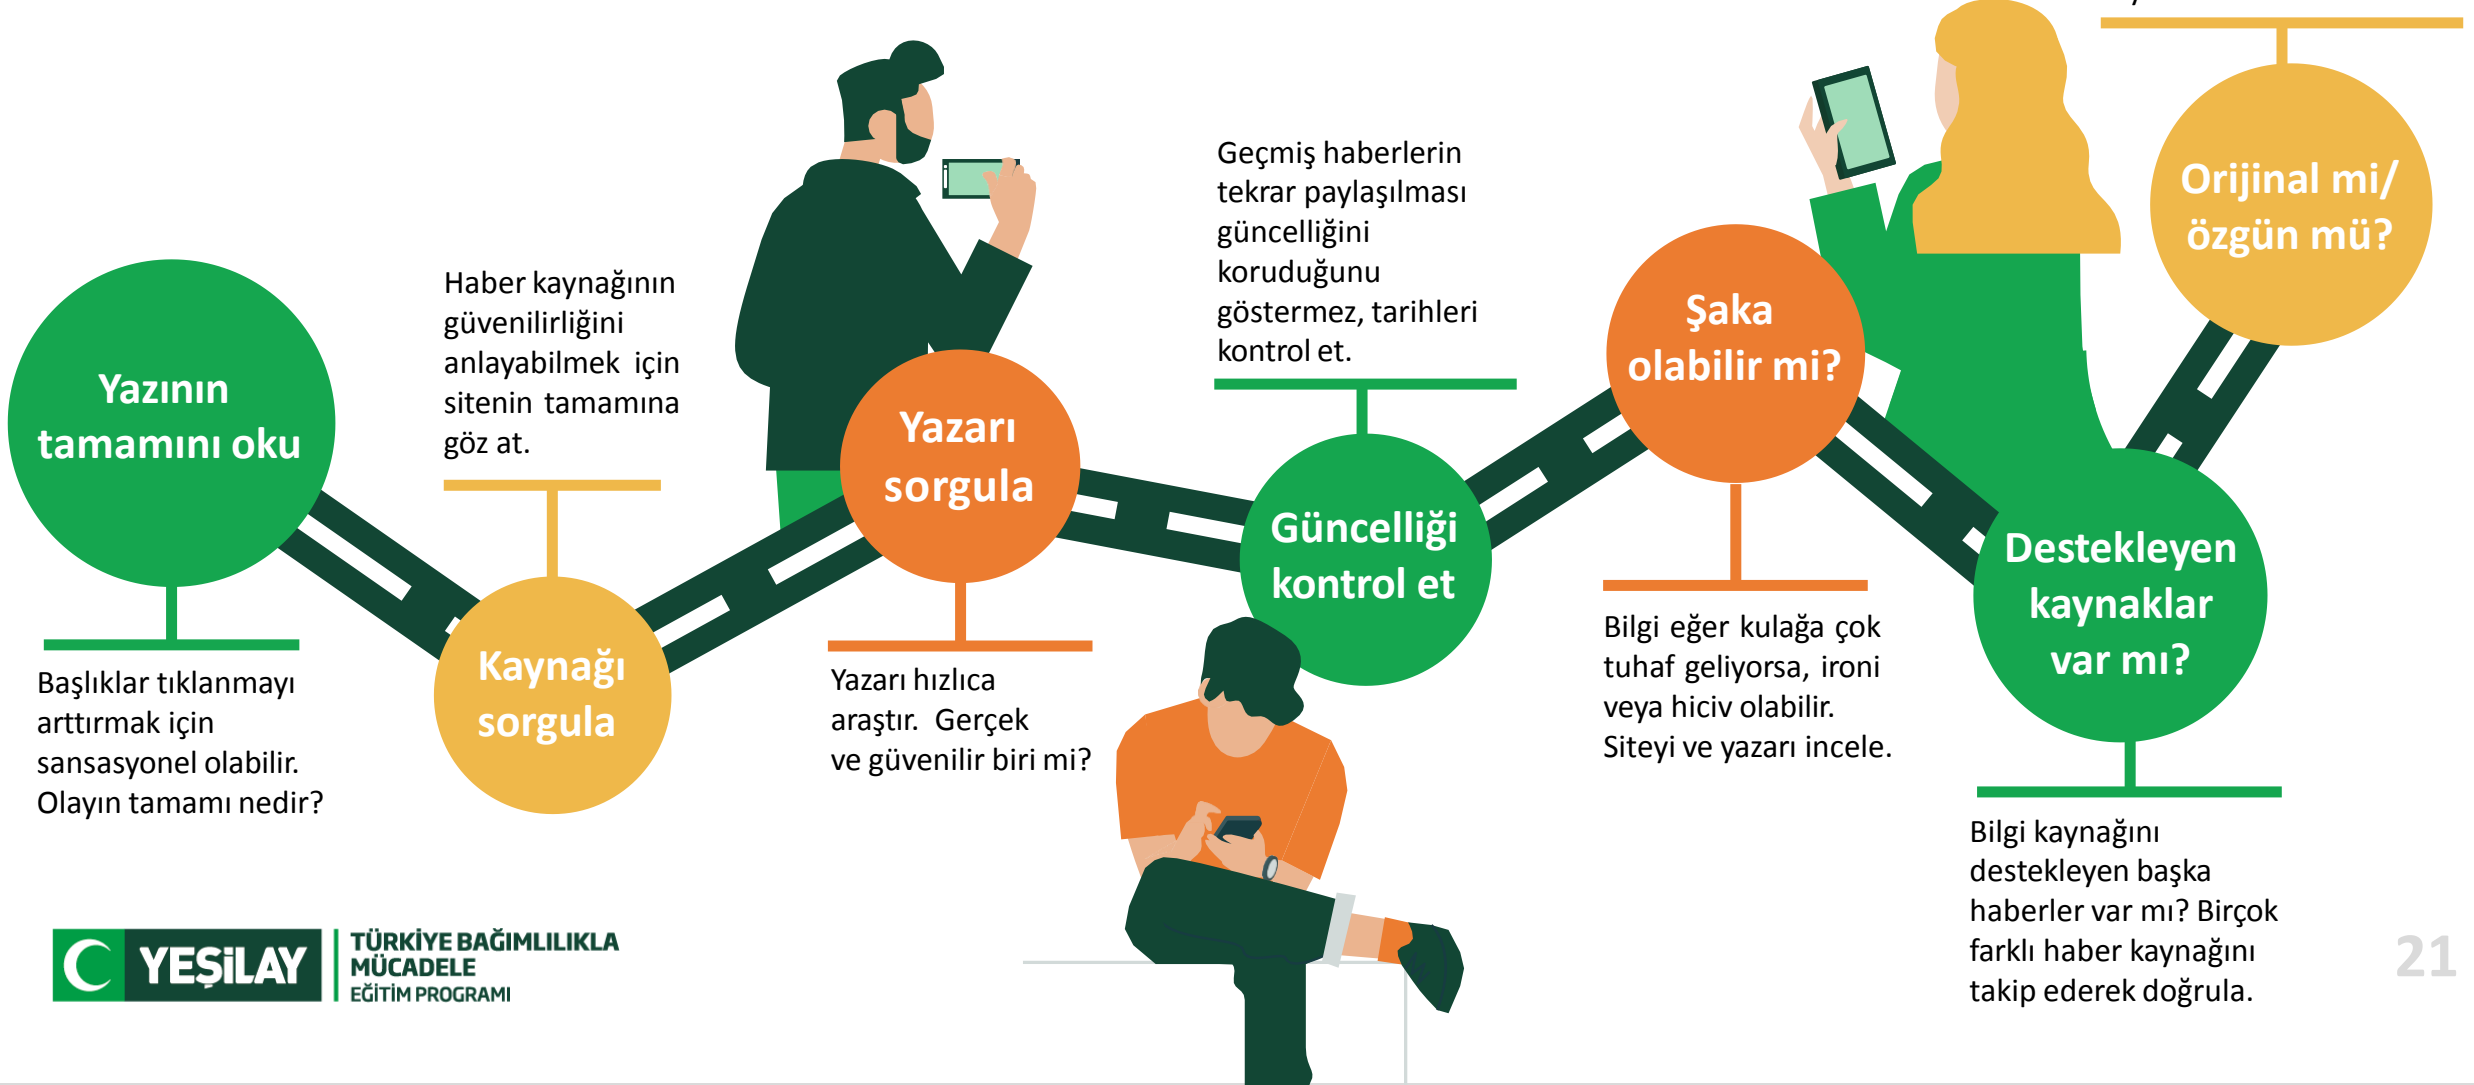 Yazının
tamamını oku
Başlıklar tıklanmayı
arttırmak için
sansasyonel olabilir.
Olayın tamamı nedir?
Haber kaynağının
güvenilirliğini
anlayabilmek için
sitenin tamamına
göz at.
Kaynağı
sorgula
Yazarı
sorgula
Yazarı hızlıca
araştır. Gerçek
ve güvenilir biri mi?
Geçmiş haberlerin
tekrar paylaşılması
güncelliğini
koruduğunu
göstermez, tarihleri
kontrol et.
Güncelliği
kontrol et
Şaka
olabilir mi?
Bilgi eğer kulağa çok
tuhaf geliyorsa, ironi
veya hiciv olabilir.
Siteyi ve yazarı incele.
Destekleyen
kaynaklar
var mı?
Bilgi kaynağını
destekleyen başka
haberler var mı? Birçok
farklı haber kaynağını
takip ederek doğrula.
Orijinal mi/
özgün mü?
YEŞİLAY
TÜRKİYE BAĞIMLILIKLA
MÜCADELE
EĞİTİM PROGRAMI
21